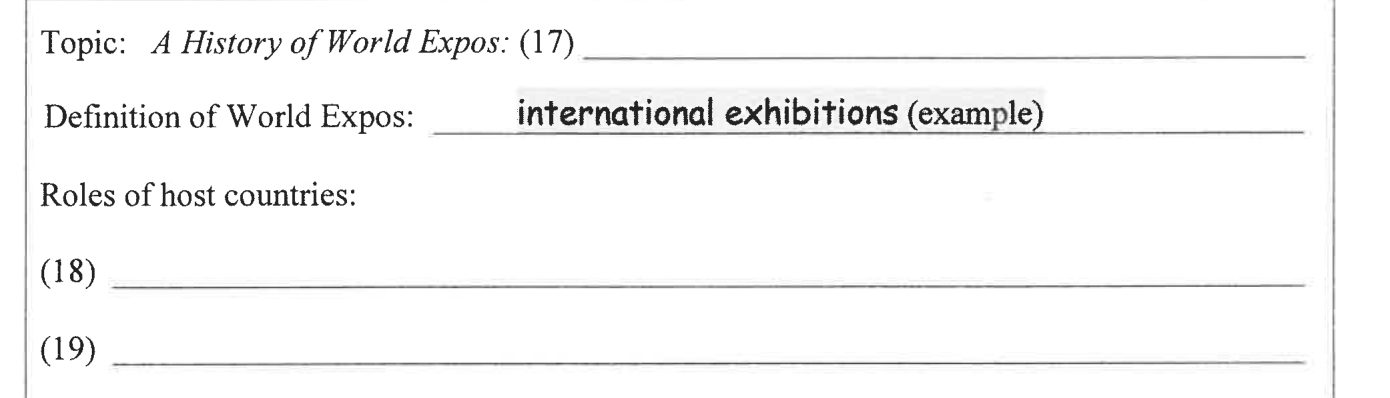 Topic: A History of World Expos: (17)
Definition of World Expos: international exhibitions (example)
Roles of host countries:
(18)
(19)